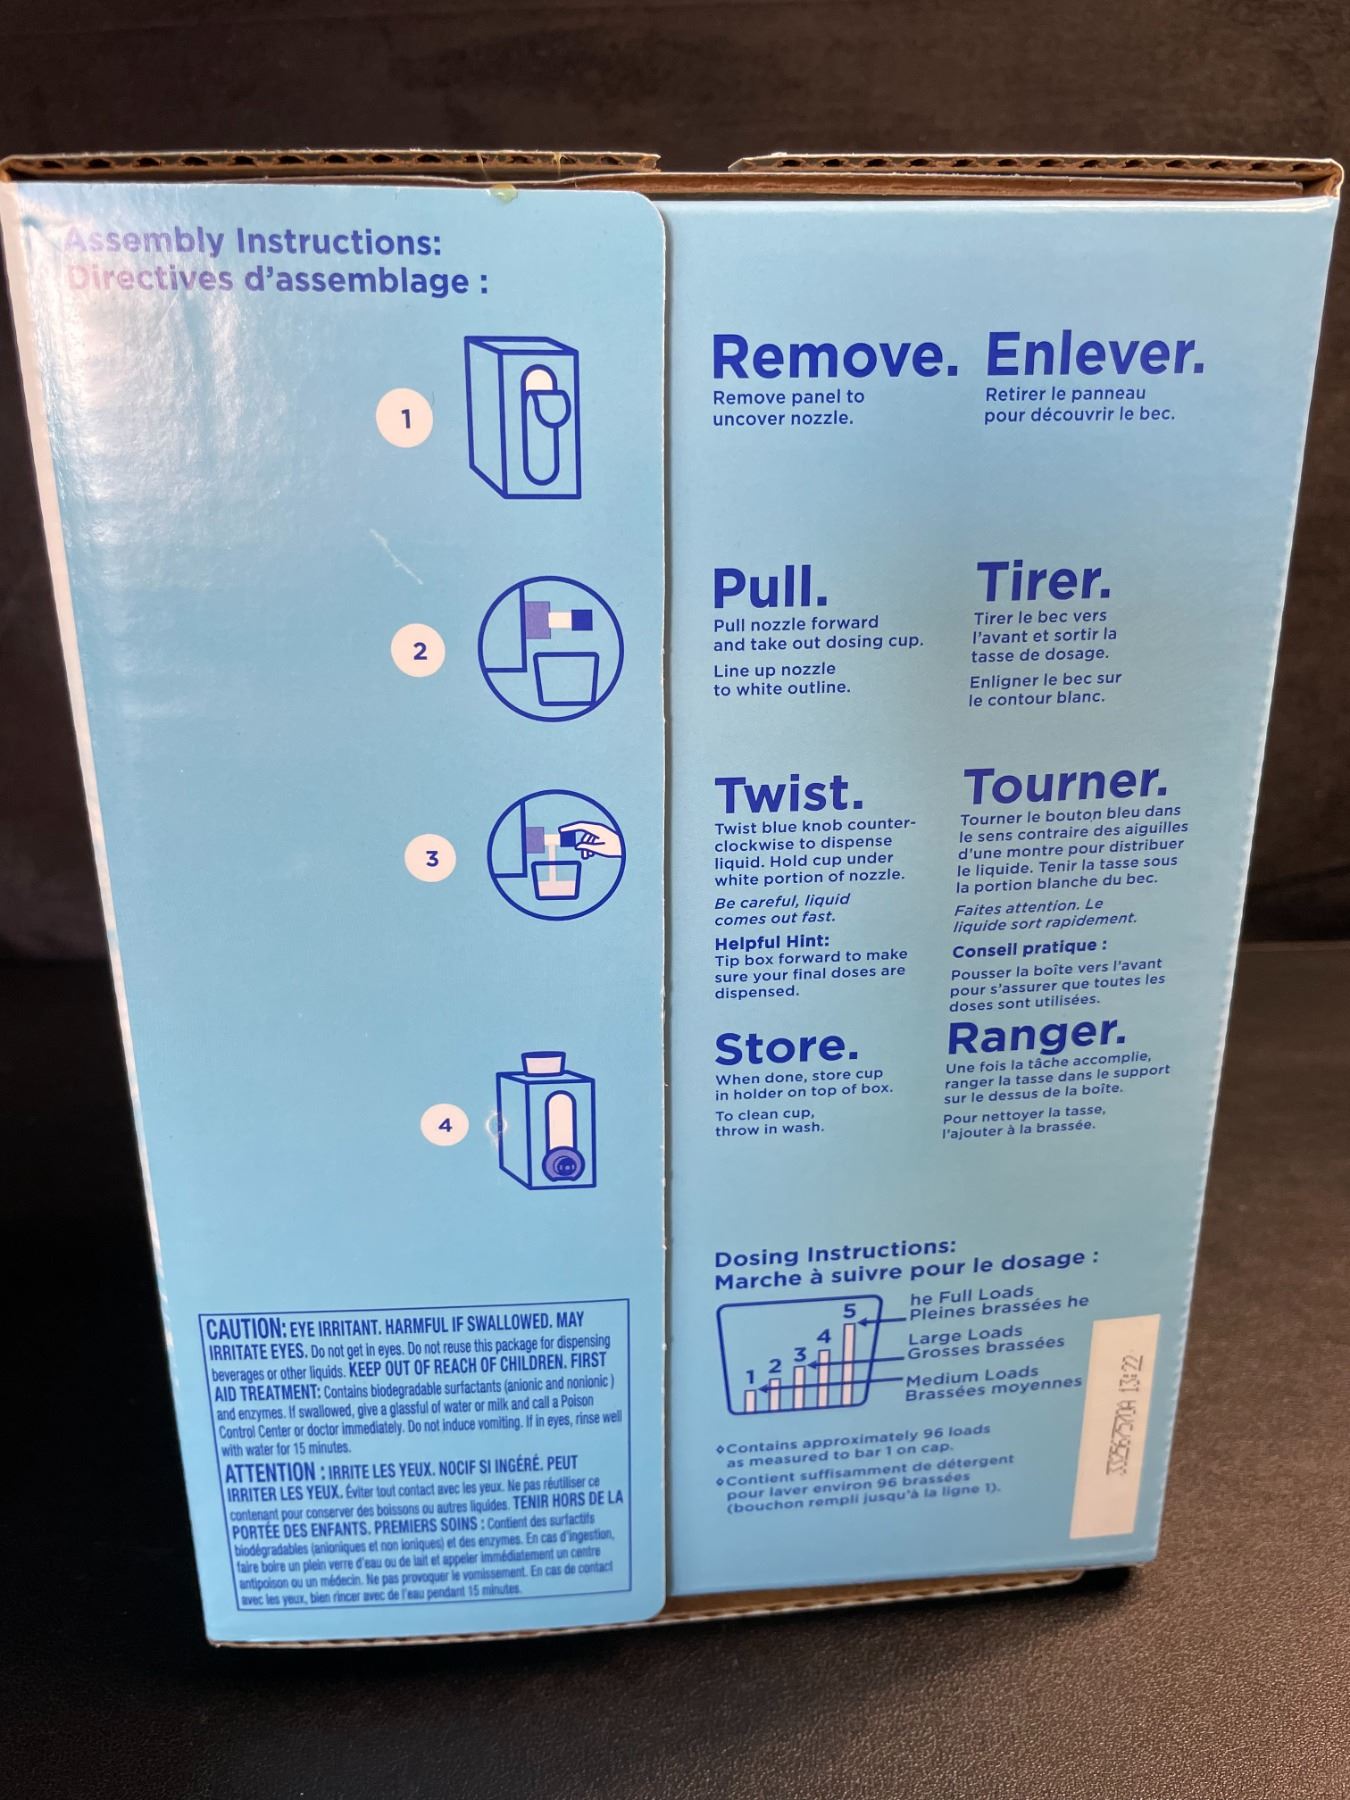 Assembly Instructions:
Directives d'assemblage :
1
2
3
4
Remove.
Remove panel to
uncover nozzle.
Enlever.
Retirer le panneau
pour découvrir le bec.
Pull.
Pull nozzle forward
and take out dosing cup.
Line up nozzle
to white outline.
Tirer.
Tirer le bec vers
l'avant et sortir la
tasse de dosage.
Enligner le bec sur
le contour blanc.
Twist.
Twist blue knob counter-
clockwise to dispense
liquid. Hold cup under
white portion of nozzle.
Be careful, liquid
comes out fast.
Helpful Hint:
Tip box forward to make
sure your final doses are
dispensed.
Tourner.
Tourner le bouton bleu dans
le sens contraire des aiguilles
d'une montre pour distribuer
le liquide. Tenir la tasse sous
la portion blanche du bec.
Faites attention. Le
liquide sort rapidement.
Conseil pratique :
Pousser la boîte vers l'avant
pour s'assurer que toutes les
doses sont utilisées.
Store.
When done, store cup
in holder on top of box.
To clean cup,
throw in wash.
Ranger.
Une fois la tâche accomplie,
ranger la tasse dans le support
sur le dessus de la boîte.
Pour nettoyer la tasse,
l'ajouter à la brassée.
Dosing Instructions:
Marche à suivre pour le dosage :
1 2 3 4 5
he Full Loads
Pleines brassées he
Large Loads
Grosses brassées
Medium Loads
Brassées moyennes
◊Contains approximately 96 loads
as measured to bar 1 on cap.
◊Contient suffisamment de détergent
pour laver environ 96 brassées
(bouchon rempli jusqu'à la ligne 1).
13:22
CAUTION: EYE IRRITANT. HARMFUL IF SWALLOWED. MAY
IRRITATE EYES. Do not get in eyes. Do not reuse this package for dispensing
beverages or other liquids. KEEP OUT OF REACH OF CHILDREN. FIRST
AID TREATMENT: Contains biodegradable surfactants (anionic and nonionic)
and enzymes. If swallowed, give a glassful of water or milk and call a Poison
Control Center or doctor immediately. Do not induce vomiting. If in eyes, rinse well
with water for 15 minutes.
ATTENTION : IRRITE LES YEUX. NOCIF SI INGÉRÉ. PEUT
IRRITER LES YEUX. Éviter tout contact avec les yeux. Ne pas réutiliser ce
contenant pour conserver des boissons ou autres liquides. TENIR HORS DE LA
PORTÉE DES ENFANTS. PREMIERS SOINS : Contient des surfactifs
biodégradables (anioniques et non ioniques) et des enzymes. En cas d'ingestion,
faire boire un plein verre d'eau ou de lait et appeler immédiatement un centre
antipoison ou un médecin. Ne pas provoquer le vomissement. En cas de contact
avec les yeux, bien rincer avec de l'eau pendant 15 minutes.